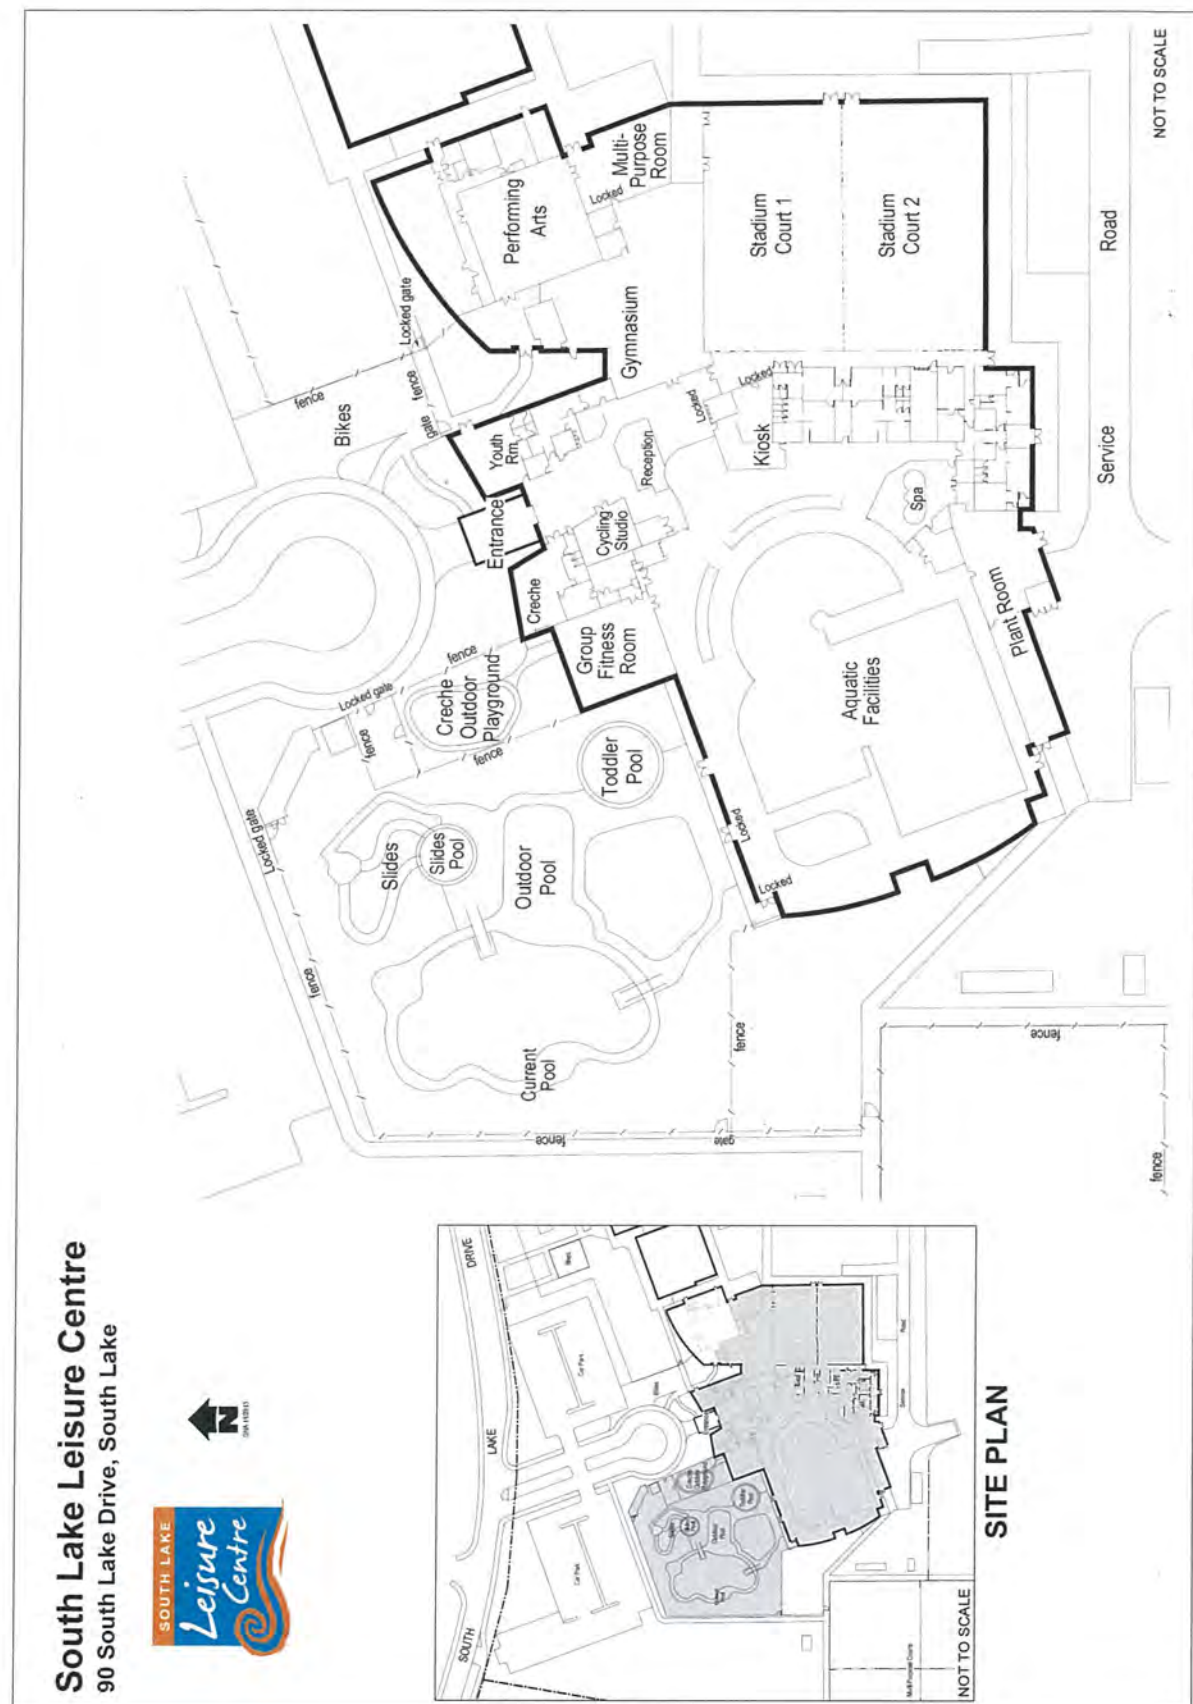 South Lake Leisure Centre
90 South Lake Drive, South Lake
SOUTH LAKE
Leisure
Centre
N
SOUTH
LAKE
DRIVE
Car Park
Car Park
NOT TO SCALE
SITE PLAN
Service
Road
fence
Locked gate
fence
Locked gate
fence
fence
Creche
Outdoor
Playground
fence
Slides
Slides
Pool
Toddler
Pool
Outdoor
Pool
Current
Pool
fence
gate
fence
fence
fence
Bikes
fence
fence
gate
Locked gate
Entrance
Youth
Rm
Creche
Group
Fitness
Room
Cycling
Studio
Reception
Gymnasium
Performing
Arts
Locked
Multi-
Purpose
Room
Stadium
Court 1
Stadium
Court 2
Locked
Locked
Kiosk
Spa
Aquatic
Facilities
Locked
Locked
Plant Room
Service
Road
NOT TO SCALE